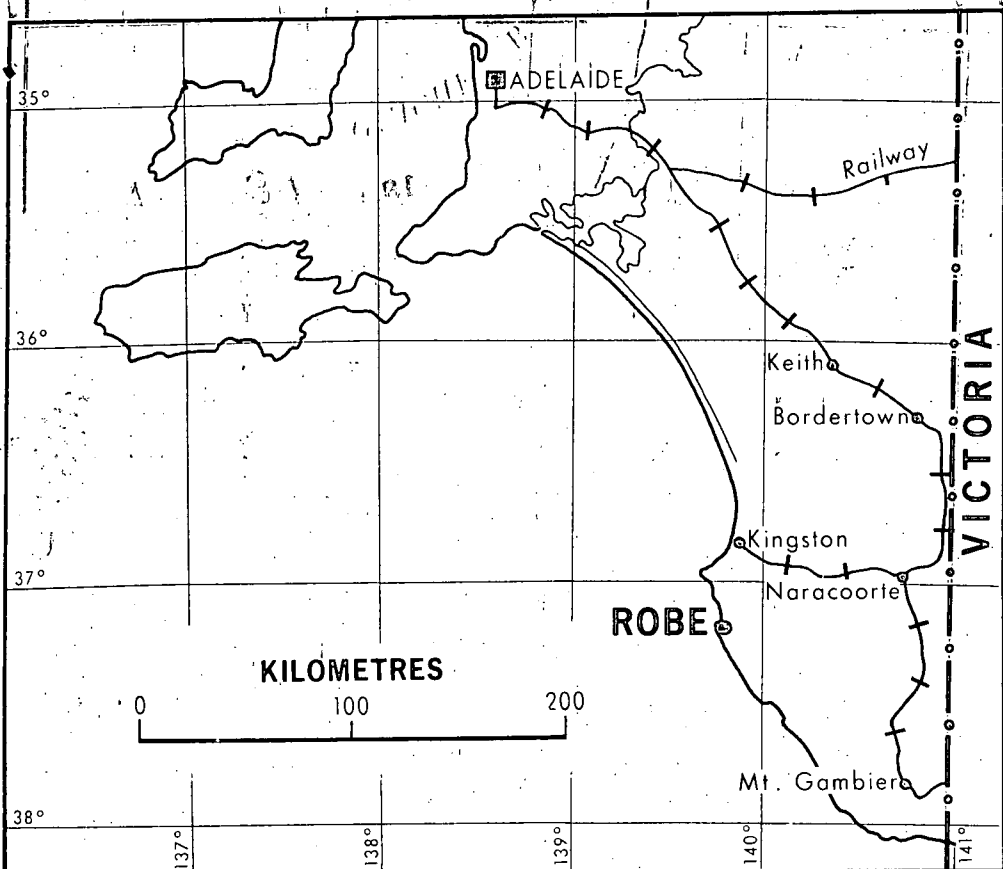 ADELAIDE
35°
Railway
36°
Keith
Bordertown
VICTORIA
Kingston
37°
Naracoorte
ROBE
KILOMETRES
0 100 200
Mt. Gambier
38°
137°
138°
139°
140°
141°